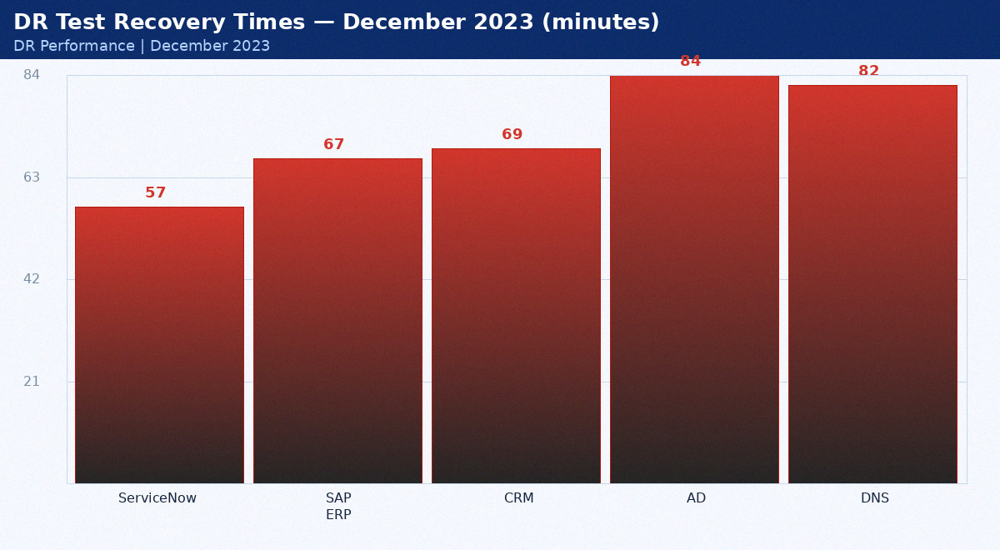 DR Test Recovery Times — December 2023 (minutes)
DR Performance | December 2023
84
63
42
21
57
67
69
84
82
ServiceNow
SAP
ERP
CRM
AD
DNS